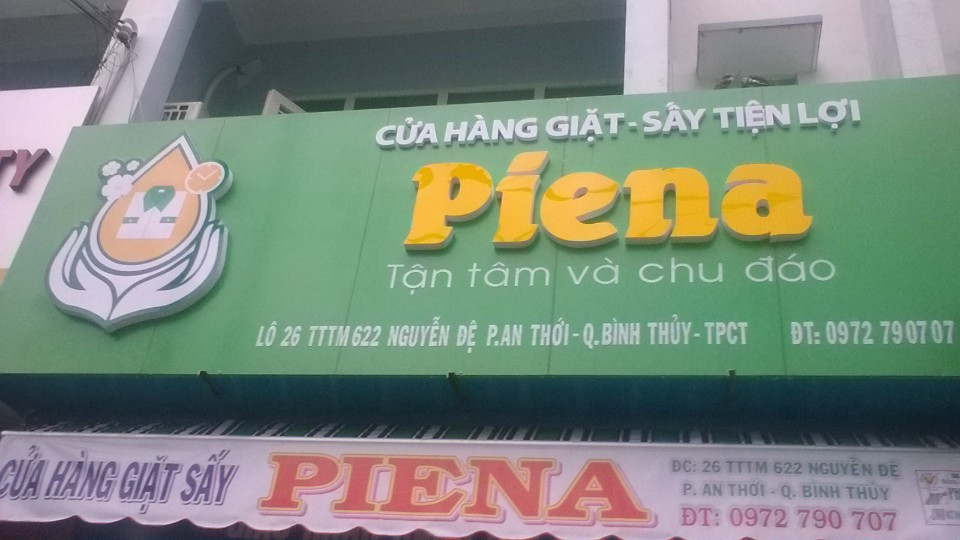 TY
CỬA HÀNG GIẶT - SẤY TIỆN LỢI
Piena
Tận tâm và chu đáo
LÔ 26 TTTM 622 NGUYỄN ĐỆ P.AN THỚI - Q.BÌNH THỦY - TPCT ĐT: 0972 790707
CỬA HÀNG GIẶT SẤY
PIENA
ĐC: 26 TTTM 622 NGUYỄN ĐỆ
P. AN THỚI - Q. BÌNH THỦY
ĐT: 0972 790 707